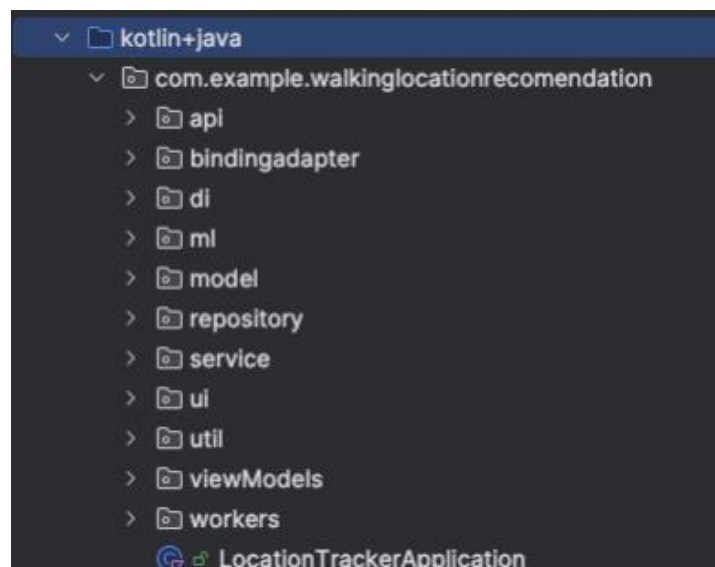 kotlin+java
com.example.walkinglocationrecomendation
api
bindingadapter
di
ml
model
repository
service
ui
util
viewModels
workers
LocationTrackerApplication